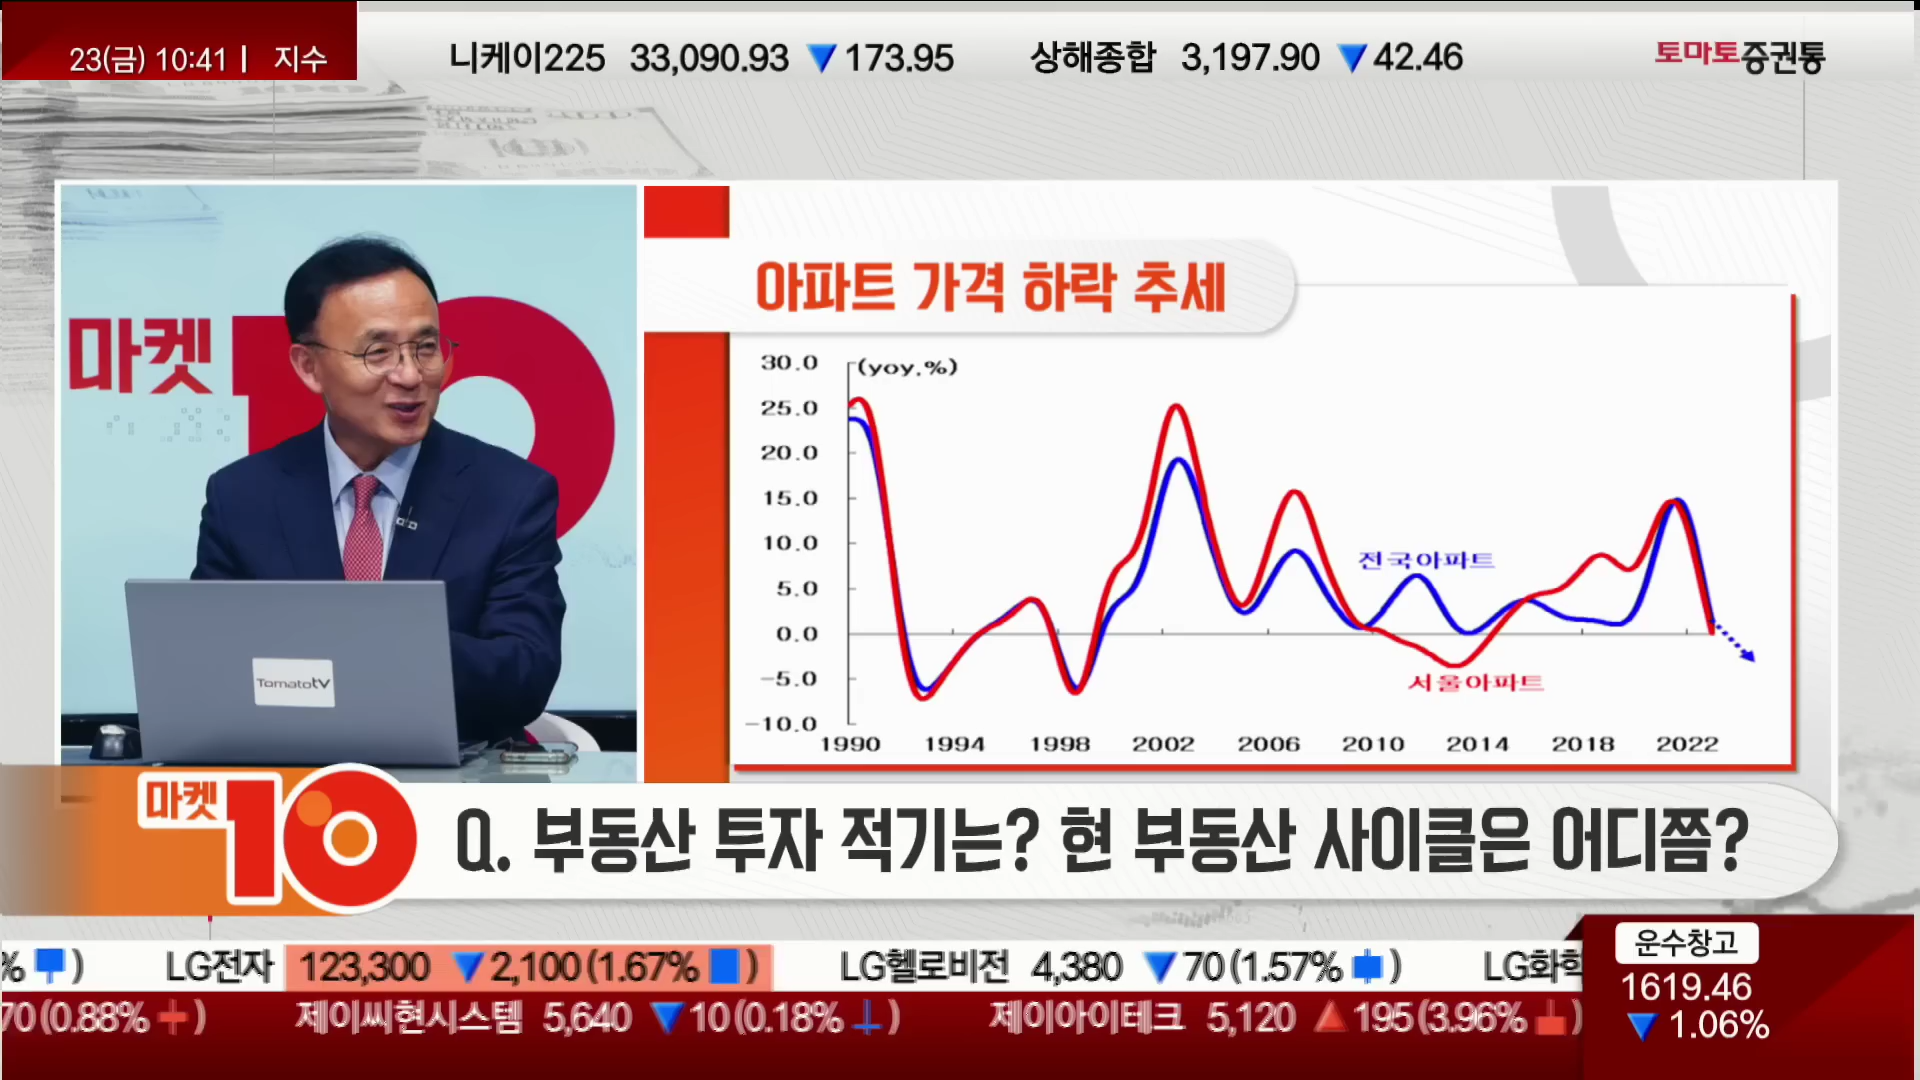 23(금) 10:41 | 지수
니케이225 33,090.93 ▼173.95 상해종합 3,197.90 ▼42.46
토마토증권통
마켓
10
TomatotV
아파트 가격 하락 추세
(yoy,%)
30.0
25.0
20.0
15.0
10.0
5.0
0.0
-5.0
-10.0
전국아파트
서울아파트
1990 1994 1998 2002 2006 2010 2014 2018 2022
마켓
10
Q. 부동산 투자 적기는? 현 부동산 사이클은 어디쯤?
% ) LG전자 123,300 ▼2,100(1.67% ) LG헬로비전 4,380 ▼70(1.57% ) LG화학
70(0.88% ) 제이씨현시스템 5,640 ▼10(0.18% ) 제이아이테크 5,120 ▲195(3.96% )
운수창고
1619.46
▼ 1.06%